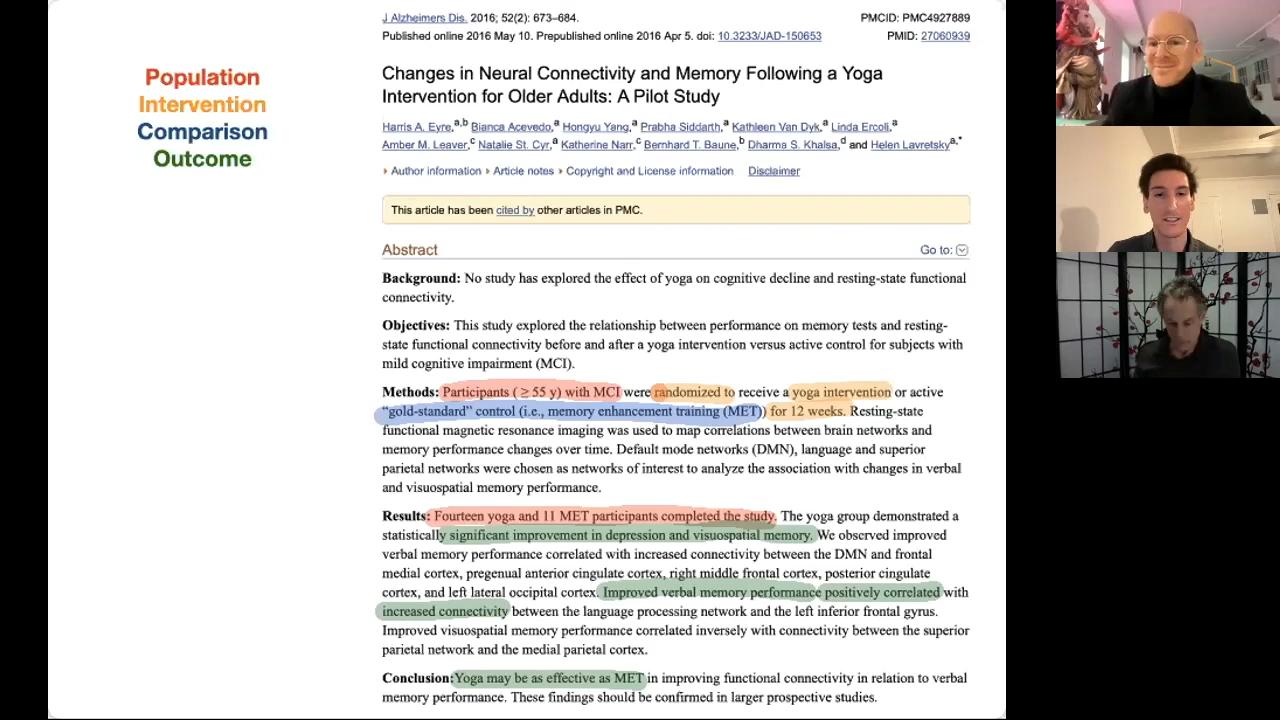 Population
Intervention
Comparison
Outcome
J Alzheimers Dis. 2016; 52(2): 673–684.
PMCID: PMC4927889
Published online 2016 May 10. Prepublished online 2016 Apr 5. doi: 10.3233/JAD-150653
PMID: 27060939
Changes in Neural Connectivity and Memory Following a Yoga
Intervention for Older Adults: A Pilot Study
Harris A. Eyre,a,b Bianca Acevedo,a Hongyu Yang,a Prabha Siddarth,a Kathleen Van Dyk,a Linda Ercoli,a
Amber M. Leaver,c Natalie St. Cyr,a Katherine Narr,c Bernhard T. Baune,b Dharma S. Khalsa,d and Helen Lavretskya,*
Author information Article notes Copyright and License information Disclaimer
This article has been cited by other articles in PMC.
Abstract
Go to:
Background: No study has explored the effect of yoga on cognitive decline and resting-state functional
connectivity.
Objectives: This study explored the relationship between performance on memory tests and resting-
state functional connectivity before and after a yoga intervention versus active control for subjects with
mild cognitive impairment (MCI).
Methods: Participants ( ≥ 55 y) with MCI were randomized to receive a yoga intervention or active
“gold-standard” control (i.e., memory enhancement training (MET)) for 12 weeks. Resting-state
functional magnetic resonance imaging was used to map correlations between brain networks and
memory performance changes over time. Default mode networks (DMN), language and superior
parietal networks were chosen as networks of interest to analyze the association with changes in verbal
and visuospatial memory performance.
Results: Fourteen yoga and 11 MET participants completed the study. The yoga group demonstrated a
statistically significant improvement in depression and visuospatial memory. We observed improved
verbal memory performance correlated with increased connectivity between the DMN and frontal
medial cortex, pregenual anterior cingulate cortex, right middle frontal cortex, posterior cingulate
cortex, and left lateral occipital cortex. Improved verbal memory performance positively correlated with
increased connectivity between the language processing network and the left inferior frontal gyrus.
Improved visuospatial memory performance correlated inversely with connectivity between the superior
parietal network and the medial parietal cortex.
Conclusion: Yoga may be as effective as MET in improving functional connectivity in relation to verbal
memory performance. These findings should be confirmed in larger prospective studies.